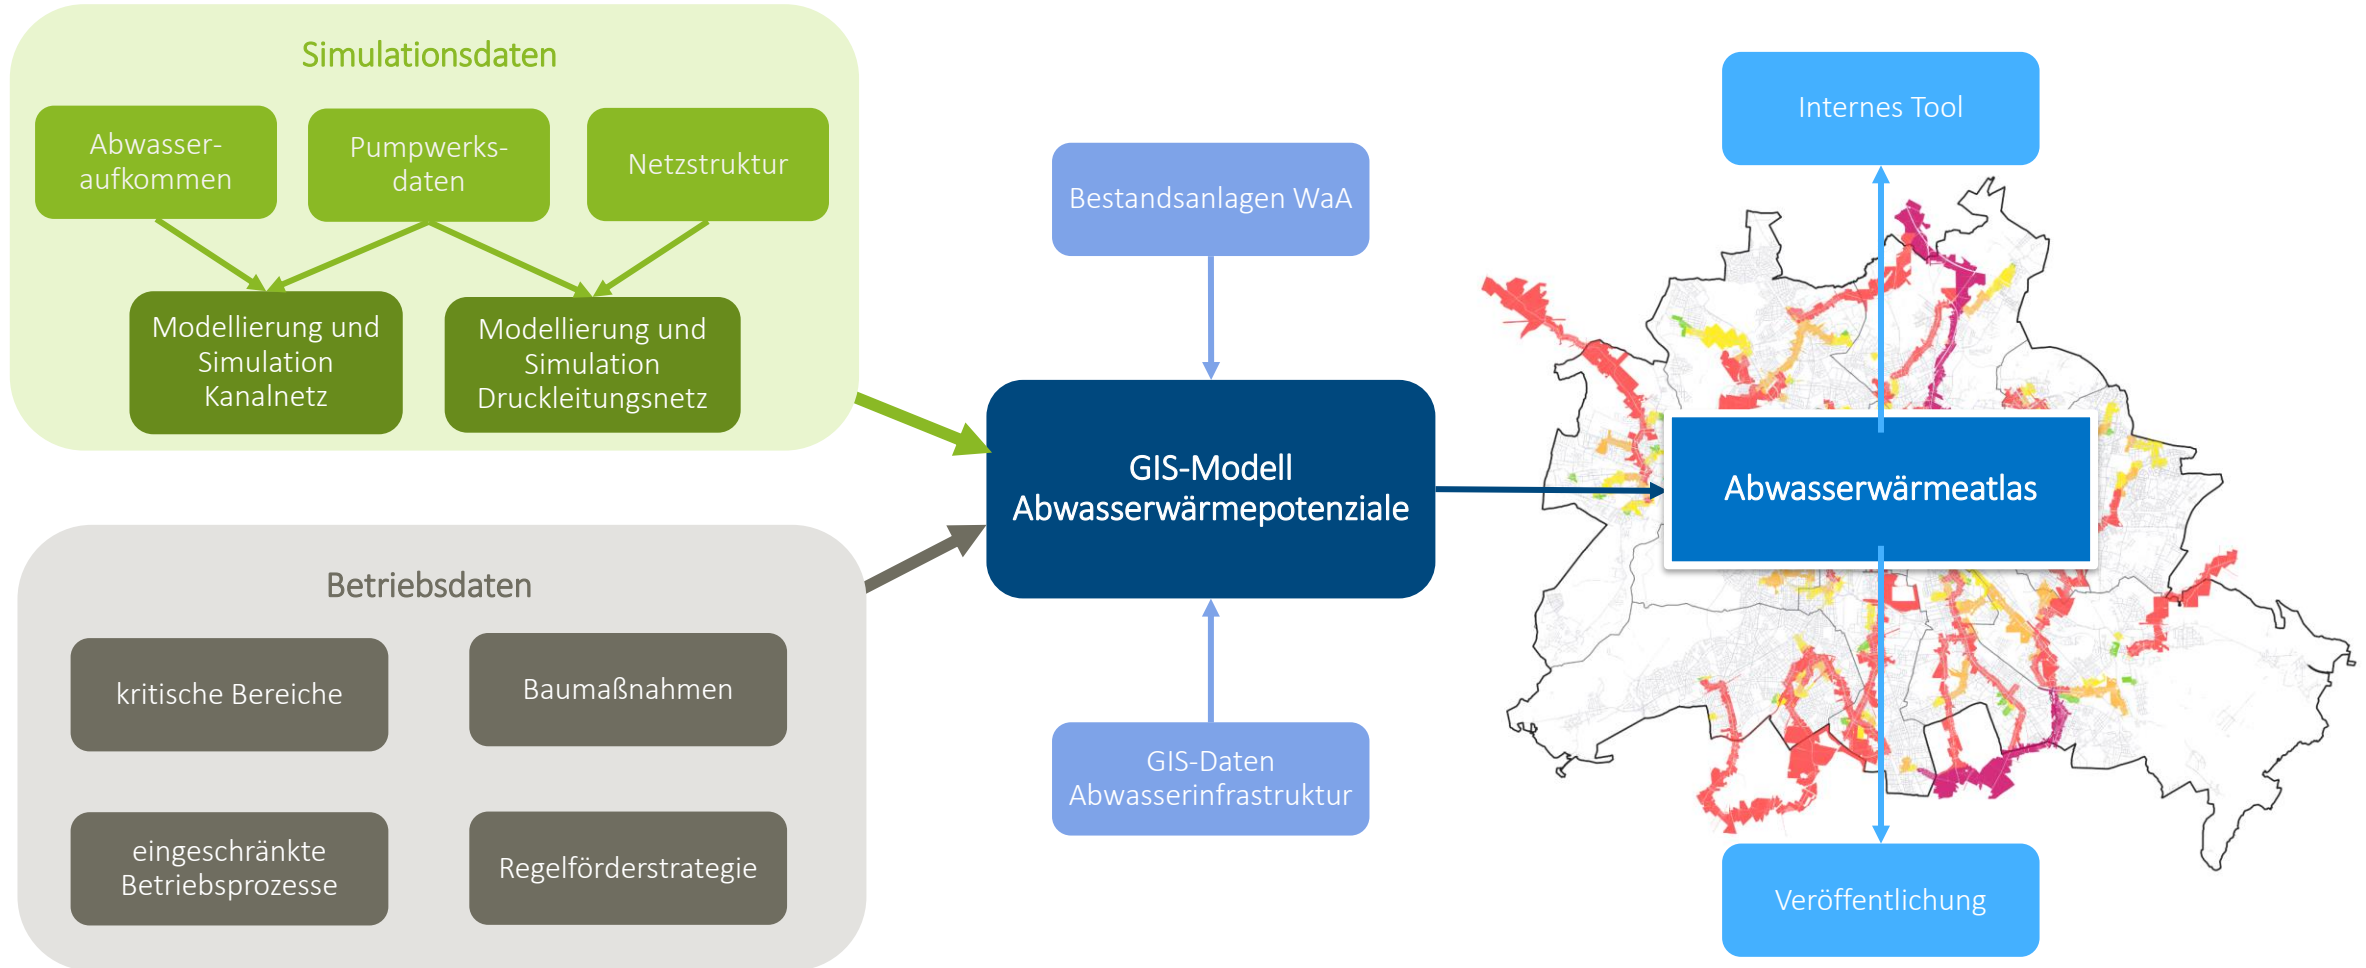 Simulationsdaten
Abwasser-
aufkommen
Pumpwerks-
daten
Netzstruktur
Modellierung und
Simulation
Kanalnetz
Modellierung und
Simulation
Druckleitungsnetz
Betriebsdaten
kritische Bereiche
Baumaßnahmen
eingeschränkte
Betriebsprozesse
Regelförderstrategie
Bestandsanlagen WaA
GIS-Modell
Abwasserwärmepotenziale
GIS-Daten
Abwasserinfrastruktur
Internes Tool
Abwasserwärmeatlas
Veröffentlichung